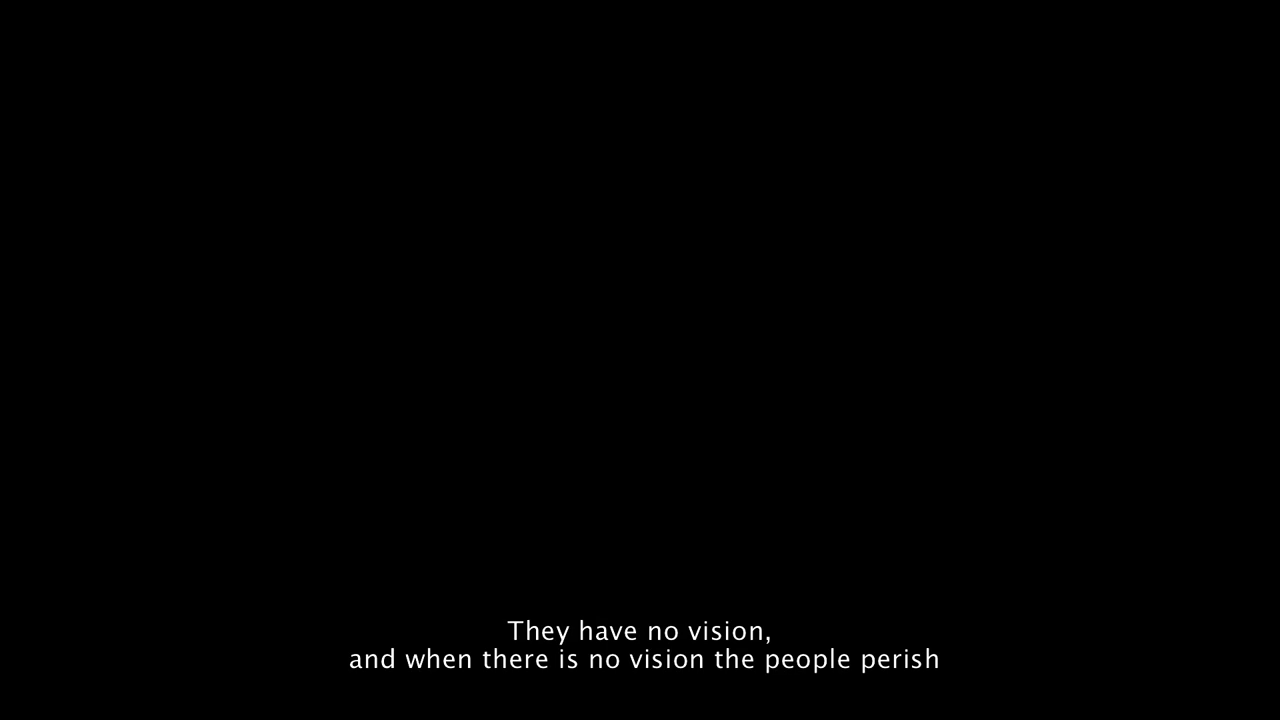 They have no vision,
and when there is no vision the people perish